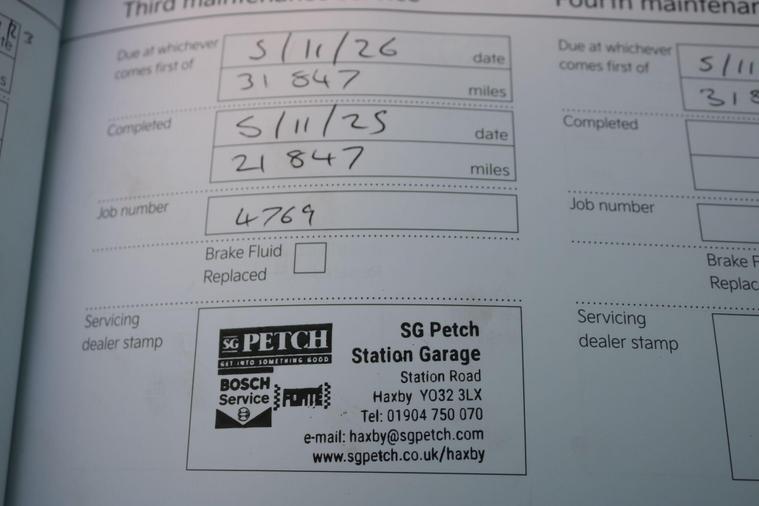 Third maintenance service
Due at whichever
comes first of
5/11/26 date
31 847 miles
Completed
5/11/25 date
21 847 miles
Job number
4769
Brake Fluid
Replaced
Servicing
dealer stamp
SG PETCH
GET INTO SOMETHING GOOD
BOSCH
Service
SG Petch
Station Garage
Station Road
Haxby YO32 3LX
Tel: 01904 750 070
e-mail: haxby@sgpetch.com
www.sgpetch.co.uk/haxby
Fourth maintenan
Due at whichever
comes first of
5/11
31 8
Completed
Job number
Brake F
Replac
Servicing
dealer stamp